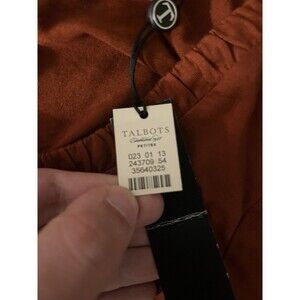 T
TALBOTS
PETITES
023 01 13
243709 54
35640325